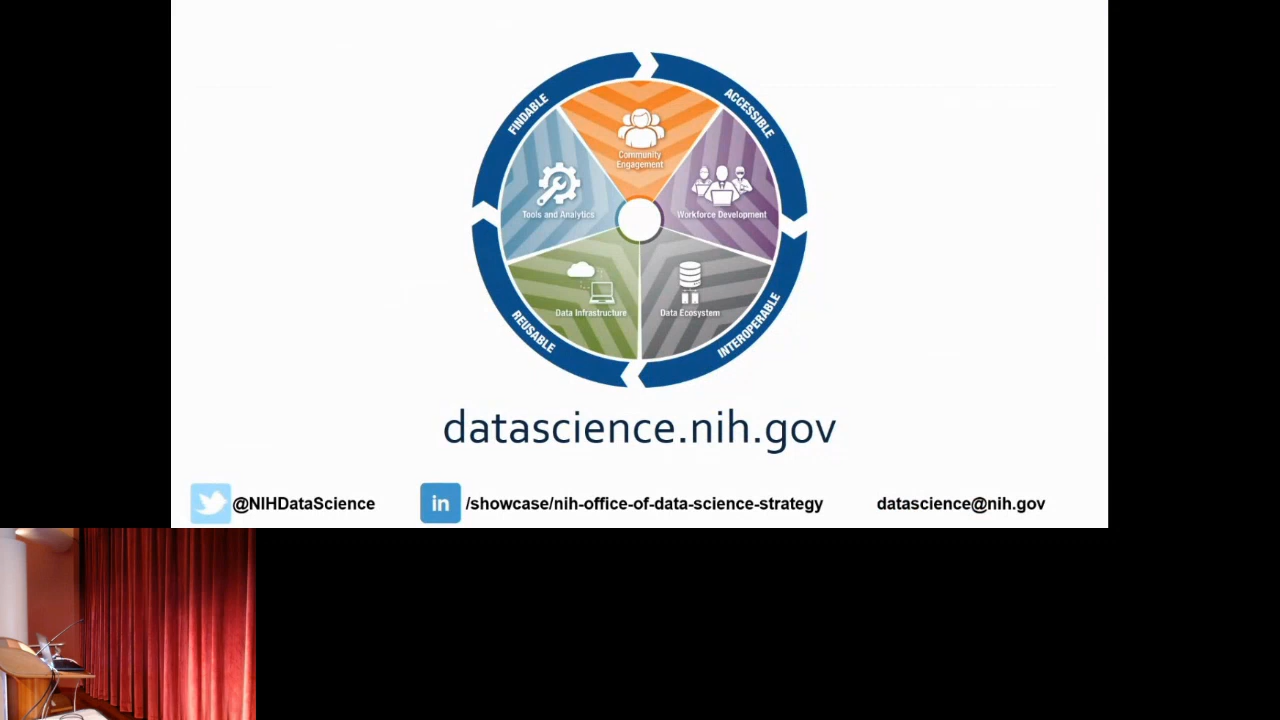 FINDABLE
ACCESSIBLE
Community
Engagement
Tools and Analytics
Workforce Development
Data Infrastructure
Data Ecosystem
REUSABLE
INTEROPERABLE
datascience.nih.gov
@NIHDataScience
in
/showcase/nih-office-of-data-science-strategy
datascience@nih.gov